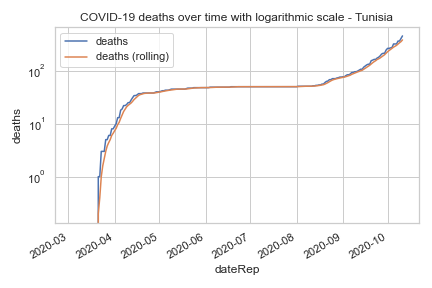 COVID-19 deaths over time with logarithmic scale - Tunisia
deaths
deaths (rolling)
10²
10¹
10⁰
deaths
2020-03
2020-04
2020-05
2020-06
2020-07
2020-08
2020-09
2020-10
dateRep